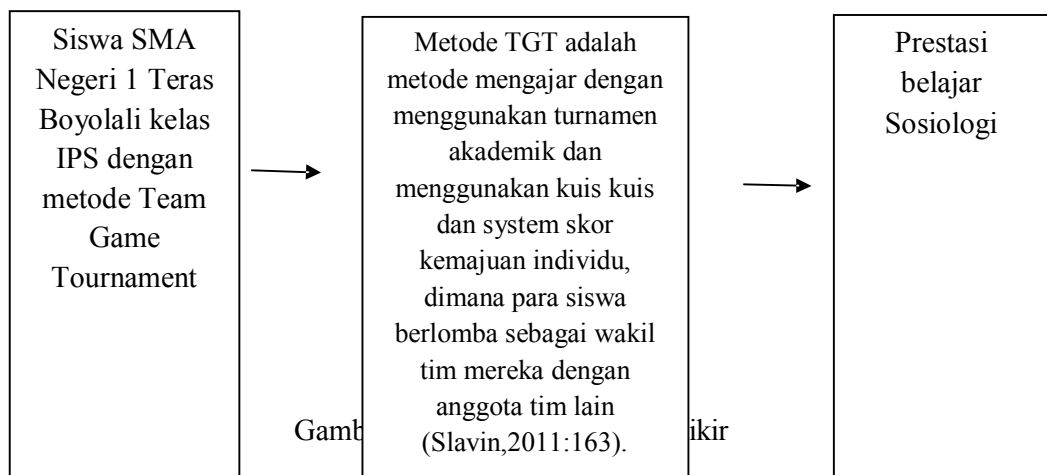 Siswa SMA
Negeri 1 Teras
Boyolali kelas
IPS dengan
metode Team
Game
Tournament
Metode TGT adalah
metode mengajar dengan
menggunakan turnamen
akademik dan
menggunakan kuis kuis
dan system skor
kemajuan individu,
dimana para siswa
berlomba sebagai wakil
tim mereka dengan
anggota tim lain
(Slavin,2011:163).
Prestasi
belajar
Sosiologi
Gamb ikir